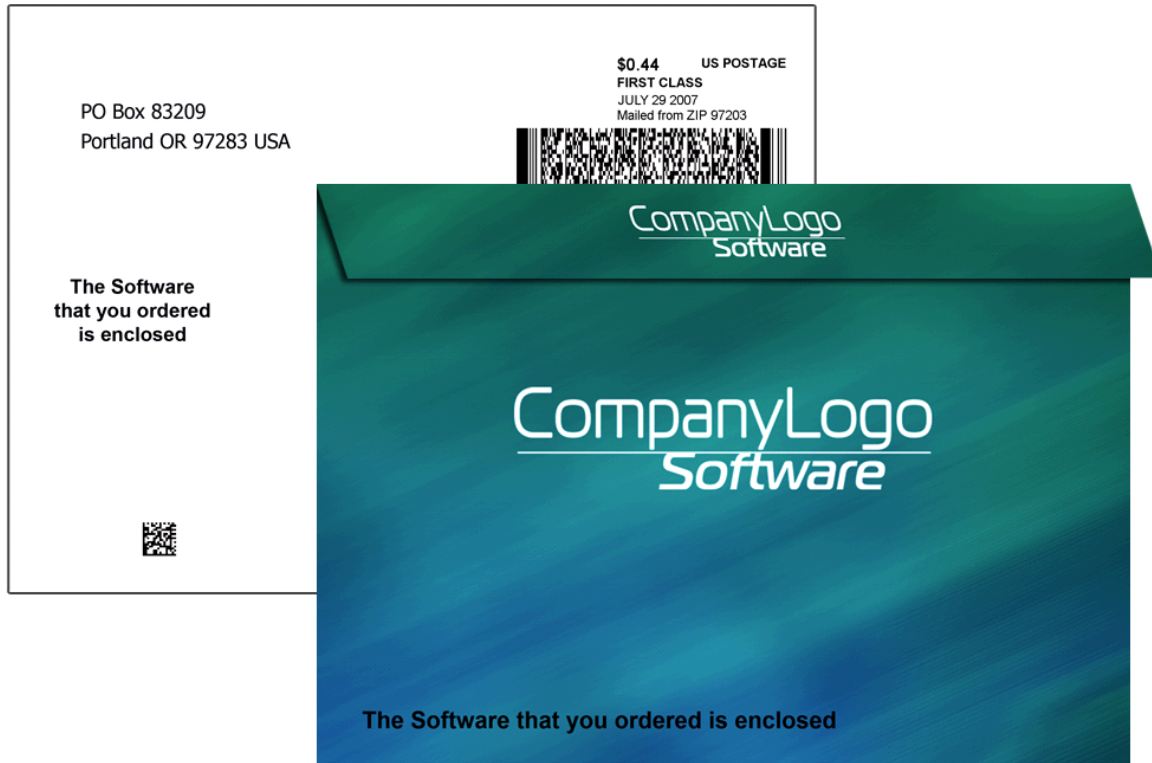 PO Box 83209
Portland OR 97283 USA
$0.44 US POSTAGE
FIRST CLASS
JULY 29 2007
Mailed from ZIP 97203
The Software
that you ordered
is enclosed
CompanyLogo
Software
CompanyLogo
Software
The Software that you ordered is enclosed